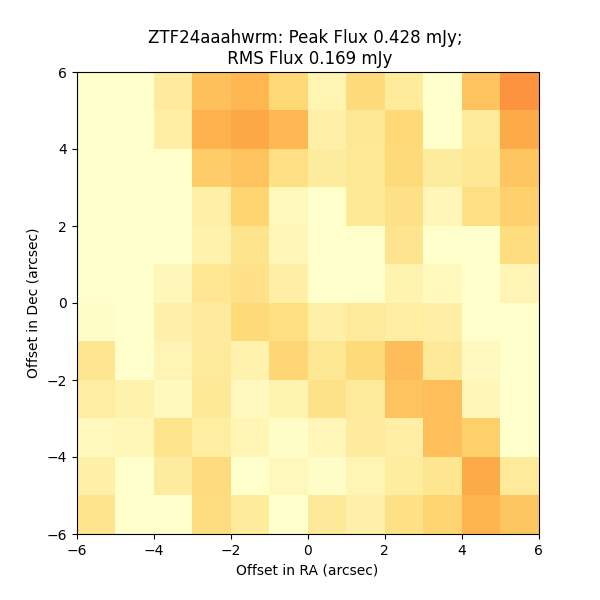 ZTF24aaahwrm: Peak Flux 0.428 mJy;
RMS Flux 0.169 mJy
6
4
2
0
−2
−4
−6
Offset in Dec (arcsec)
−6 −4 −2 0 2 4 6
Offset in RA (arcsec)